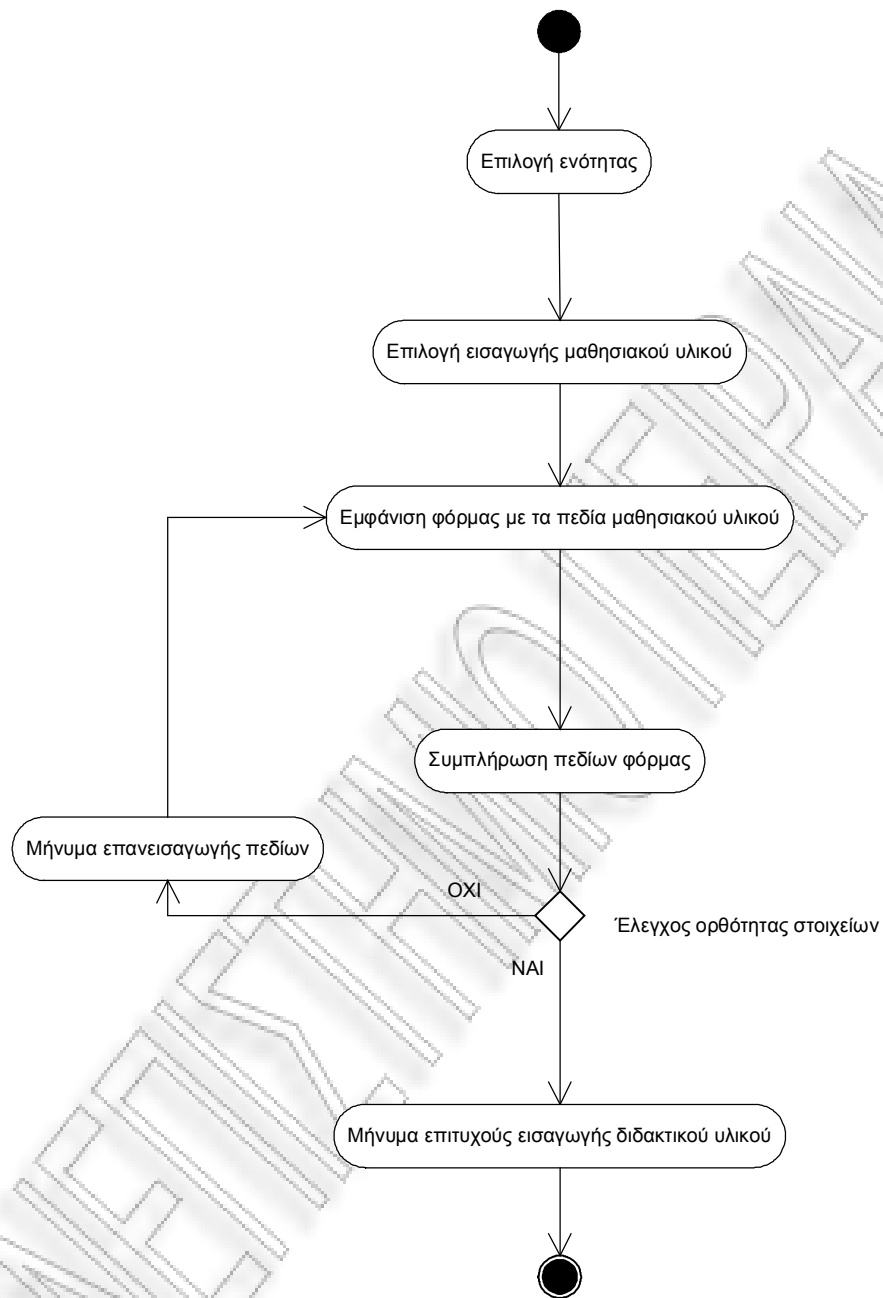 Επιλογή ενότητας
Επιλογή εισαγωγής μαθησιακού υλικού
Εμφάνιση φόρμας με τα πεδία μαθησιακού υλικού
Συμπλήρωση πεδίων φόρμας
Μήνυμα επανεισαγωγής πεδίων
ΟΧΙ
Έλεγχος ορθότητας στοιχείων
ΝΑΙ
Μήνυμα επιτυχούς εισαγωγής διδακτικού υλικού